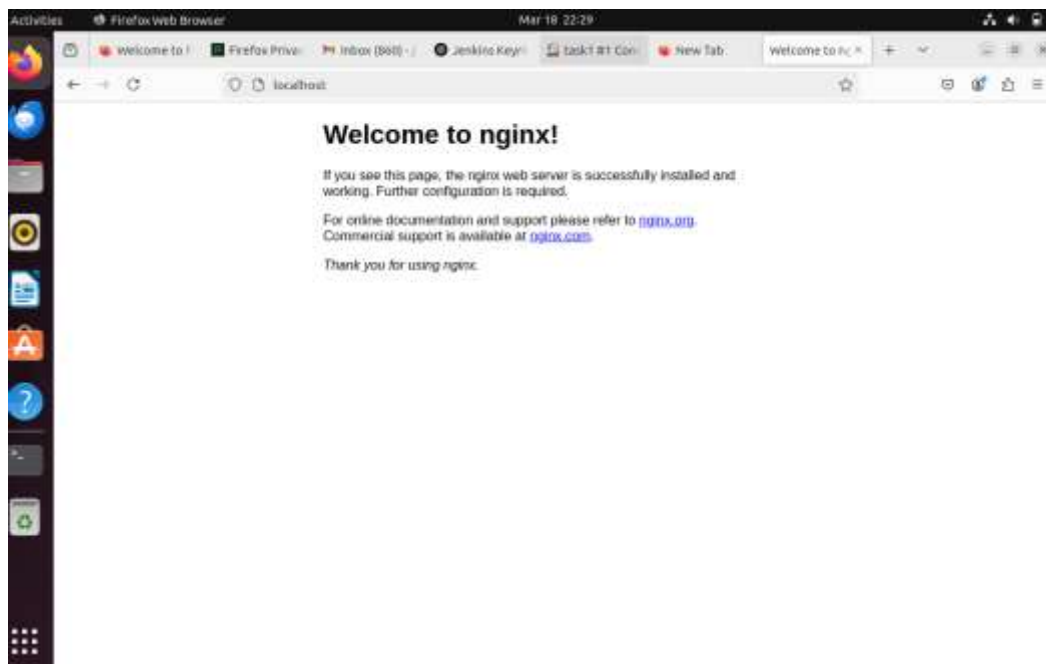 Activities Firefox Web Browser Mar 18 22:29
Welcome to Firefox Priva Inbox (860) - Jenkins Keyri task1 #1 Con New Tab Welcome to
localhost
Welcome to nginx!
If you see this page, the nginx web server is successfully installed and
working. Further configuration is required.
For online documentation and support please refer to nginx.org.
Commercial support is available at nginx.com.
Thank you for using nginx.